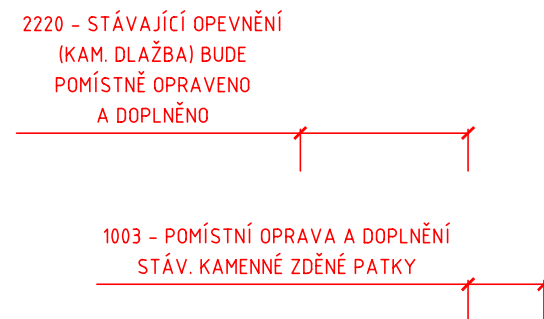 2220 - STÁVAJÍCÍ OPEVNĚNÍ
(KAM. DLAŽBA) BUDE
POMÍSTNĚ OPRAVENO
A DOPLNĚNO
1003 - POMÍSTNÍ OPRAVA A DOPLNĚNÍ
STÁV. KAMENNÉ ZDĚNÉ PATKY